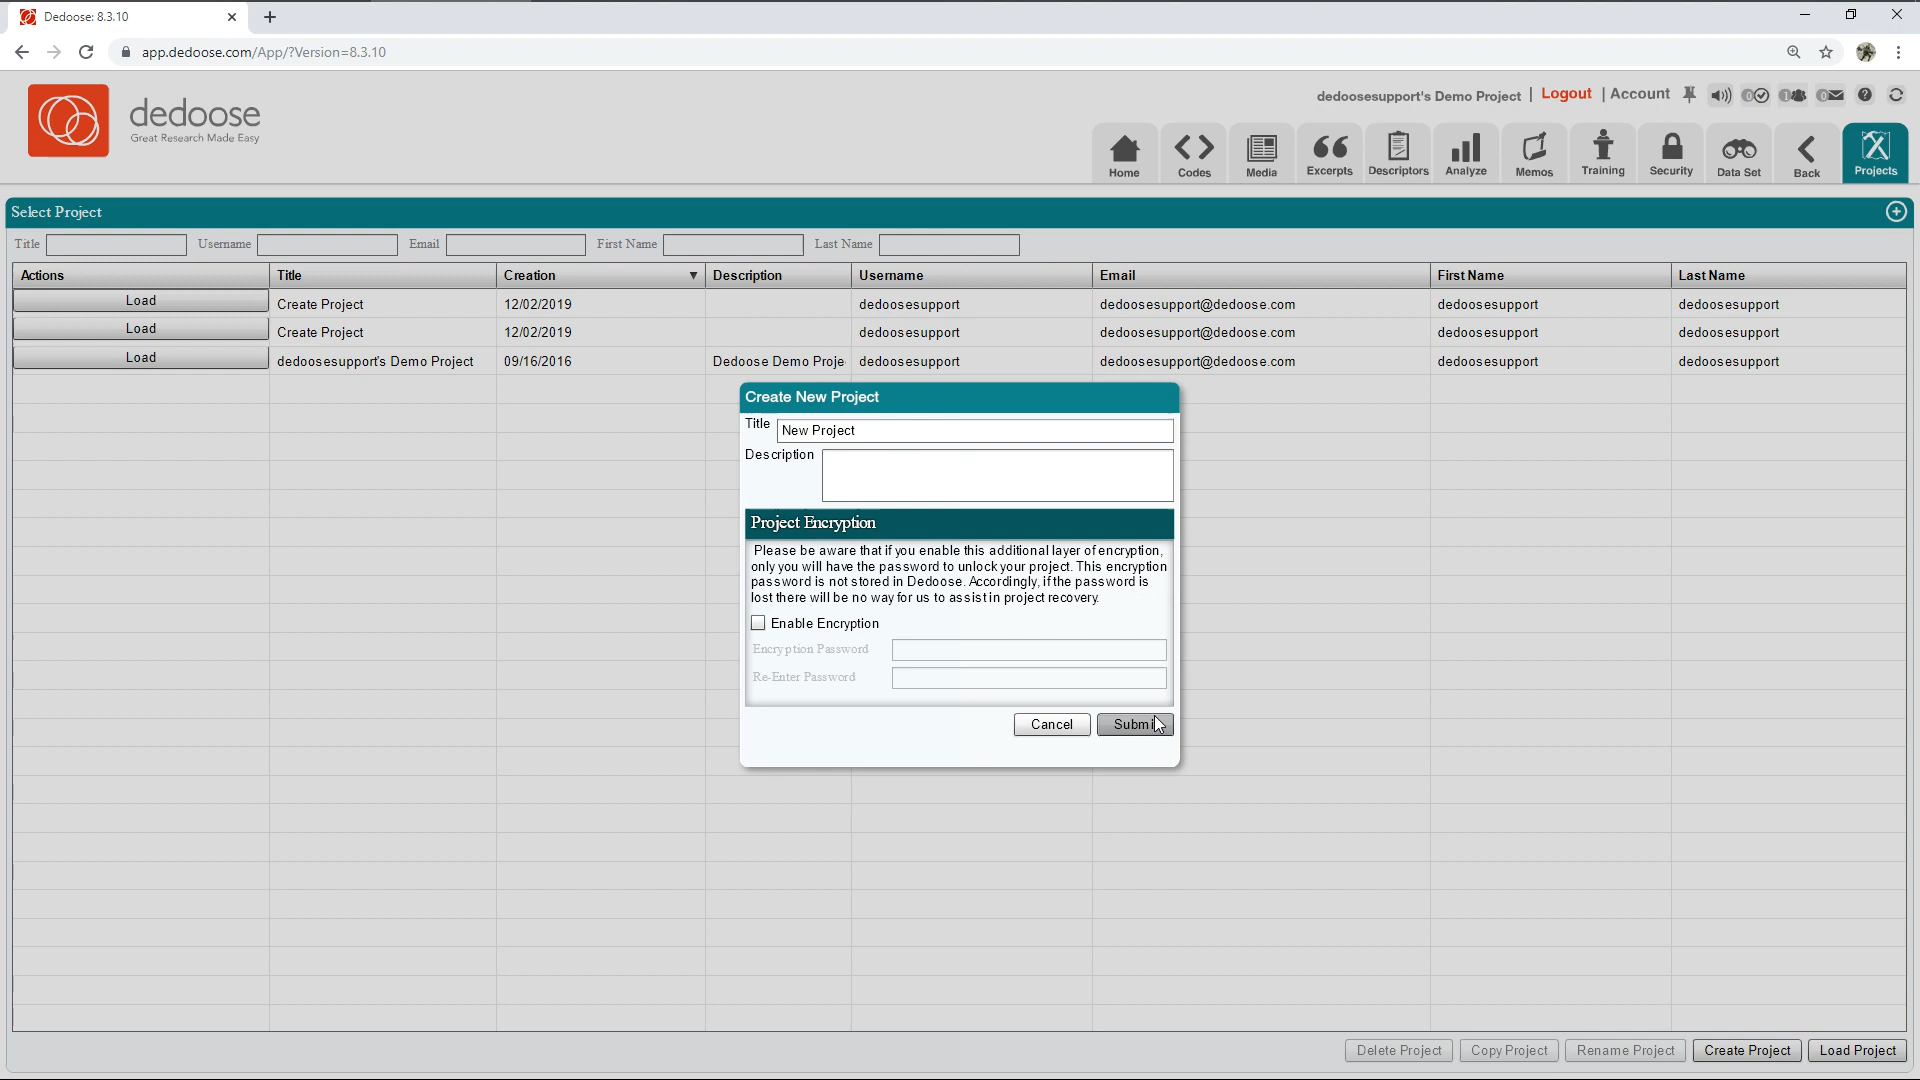 Dedoose: 8.3.10
app.dedoose.com/App/?Version=8.3.10
dedoose
Great Research Made Easy
dedoosesupport's Demo Project | Logout | Account 0 1 0
Home Codes Media Excerpts Descriptors Analyze Memos Training Security Data Set Back Projects
Select Project
Title Username Email First Name Last Name
Actions Title Creation Description Username Email First Name Last Name
Load Create Project 12/02/2019 dedoosesupport dedoosesupport@dedoose.com dedoosesupport dedoosesupport
Load Create Project 12/02/2019 dedoosesupport dedoosesupport@dedoose.com dedoosesupport dedoosesupport
Load dedoosesupport's Demo Project 09/16/2016 Dedoose Demo Proje dedoosesupport dedoosesupport@dedoose.com dedoosesupport dedoosesupport
Create New Project
Title New Project
Description
Project Encryption
Please be aware that if you enable this additional layer of encryption,
only you will have the password to unlock your project. This encryption
password is not stored in Dedoose. Accordingly, if the password is
lost there will be no way for us to assist in project recovery.
Enable Encryption
Encryption Password
Re-Enter Password
Cancel Submi
Delete Project Copy Project Rename Project Create Project Load Project